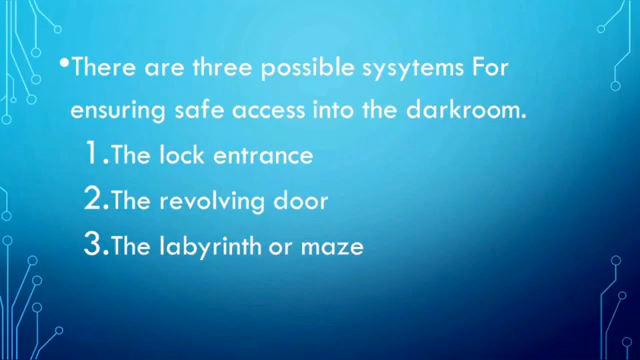 •There are three possible sysytems For
ensuring safe access into the darkroom.
1.The lock entrance
2.The revolving door
3.The labyrinth or maze